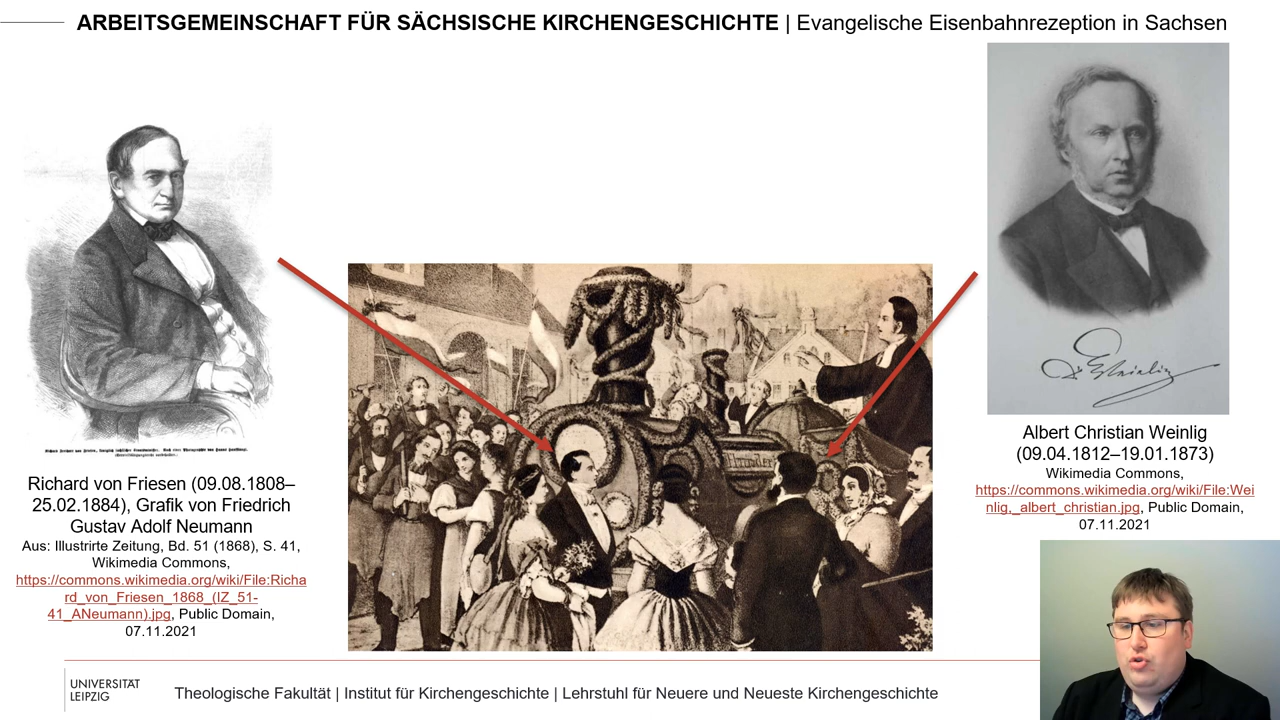 ARBEITSGEMEINSCHAFT FÜR SÄCHSISCHE KIRCHENGESCHICHTE | Evangelische Eisenbahnrezeption in Sachsen
Richard von Friesen (09.08.1808–
25.02.1884), Grafik von Friedrich
Gustav Adolf Neumann
Aus: Illustrirte Zeitung, Bd. 51 (1868), S. 41,
Wikimedia Commons,
https://commons.wikimedia.org/wiki/File:Richa
rd_von_Friesen_1868_(IZ_51-
41_ANeumann).jpg, Public Domain,
07.11.2021
Albert Christian Weinlig
(09.04.1812–19.01.1873)
Wikimedia Commons,
https://commons.wikimedia.org/wiki/File:Wei
nlig,_albert_christian.jpg, Public Domain,
07.11.2021
UNIVERSITÄT
LEIPZIG
Theologische Fakultät | Institut für Kirchengeschichte | Lehrstuhl für Neuere und Neueste Kirchengeschichte